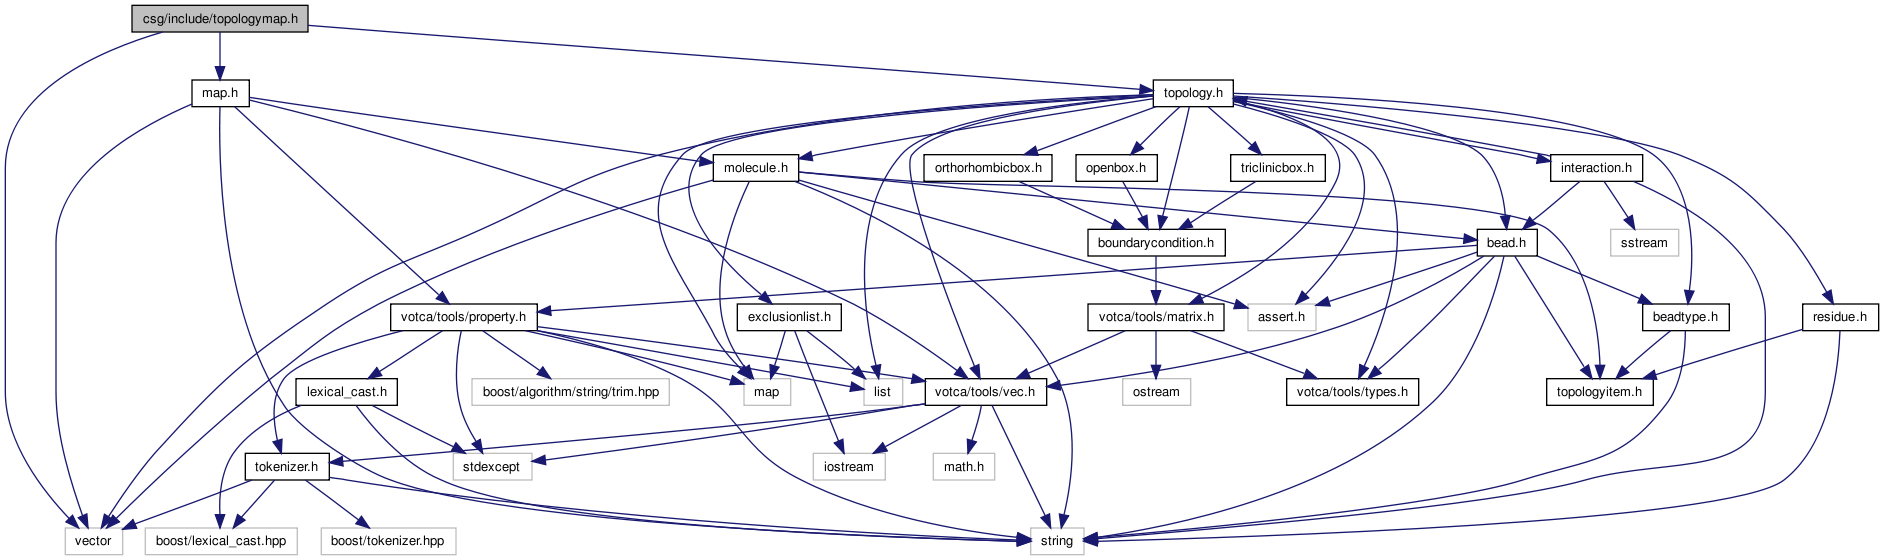 csg/include/topologymap.h
map.h
topology.h
molecule.h
orthorhombicbox.h
openbox.h
triclinicbox.h
interaction.h
boundarycondition.h
bead.h
sstream
votca/tools/property.h
exclusionlist.h
votca/tools/matrix.h
assert.h
beadtype.h
residue.h
lexical_cast.h
boost/algorithm/string/trim.hpp
map
list
votca/tools/vec.h
ostream
votca/tools/types.h
topologyitem.h
tokenizer.h
stdexcept
iostream
math.h
vector
boost/lexical_cast.hpp
boost/tokenizer.hpp
string